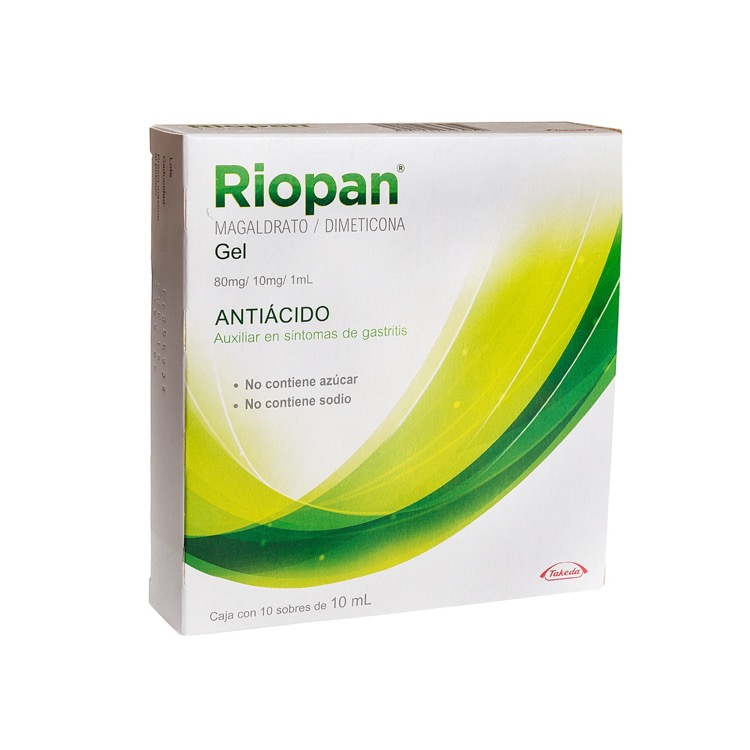 Riopan
Riopan®
MAGALDRATO / DIMETICONA
Gel
80mg/ 10mg/ 1mL
ANTIÁCIDO
Auxiliar en síntomas de gastritis
• No contiene azúcar
• No contiene sodio
Takeda
Caja con 10 sobres de 10 mL